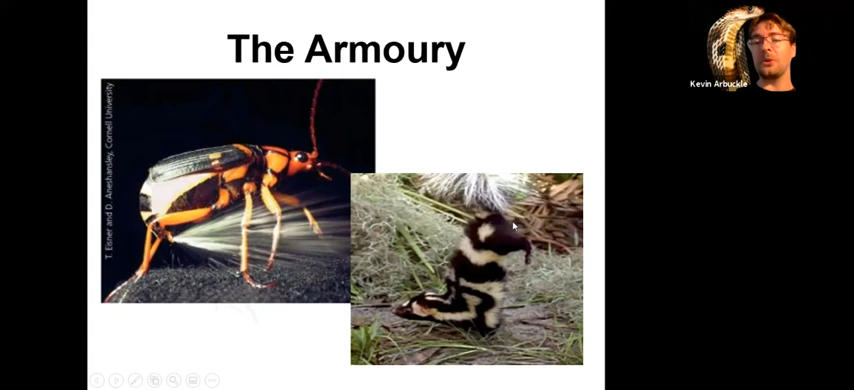 The Armoury
Kevin Arbuckle
T. Eisner and D. Aneshansley, Cornell University